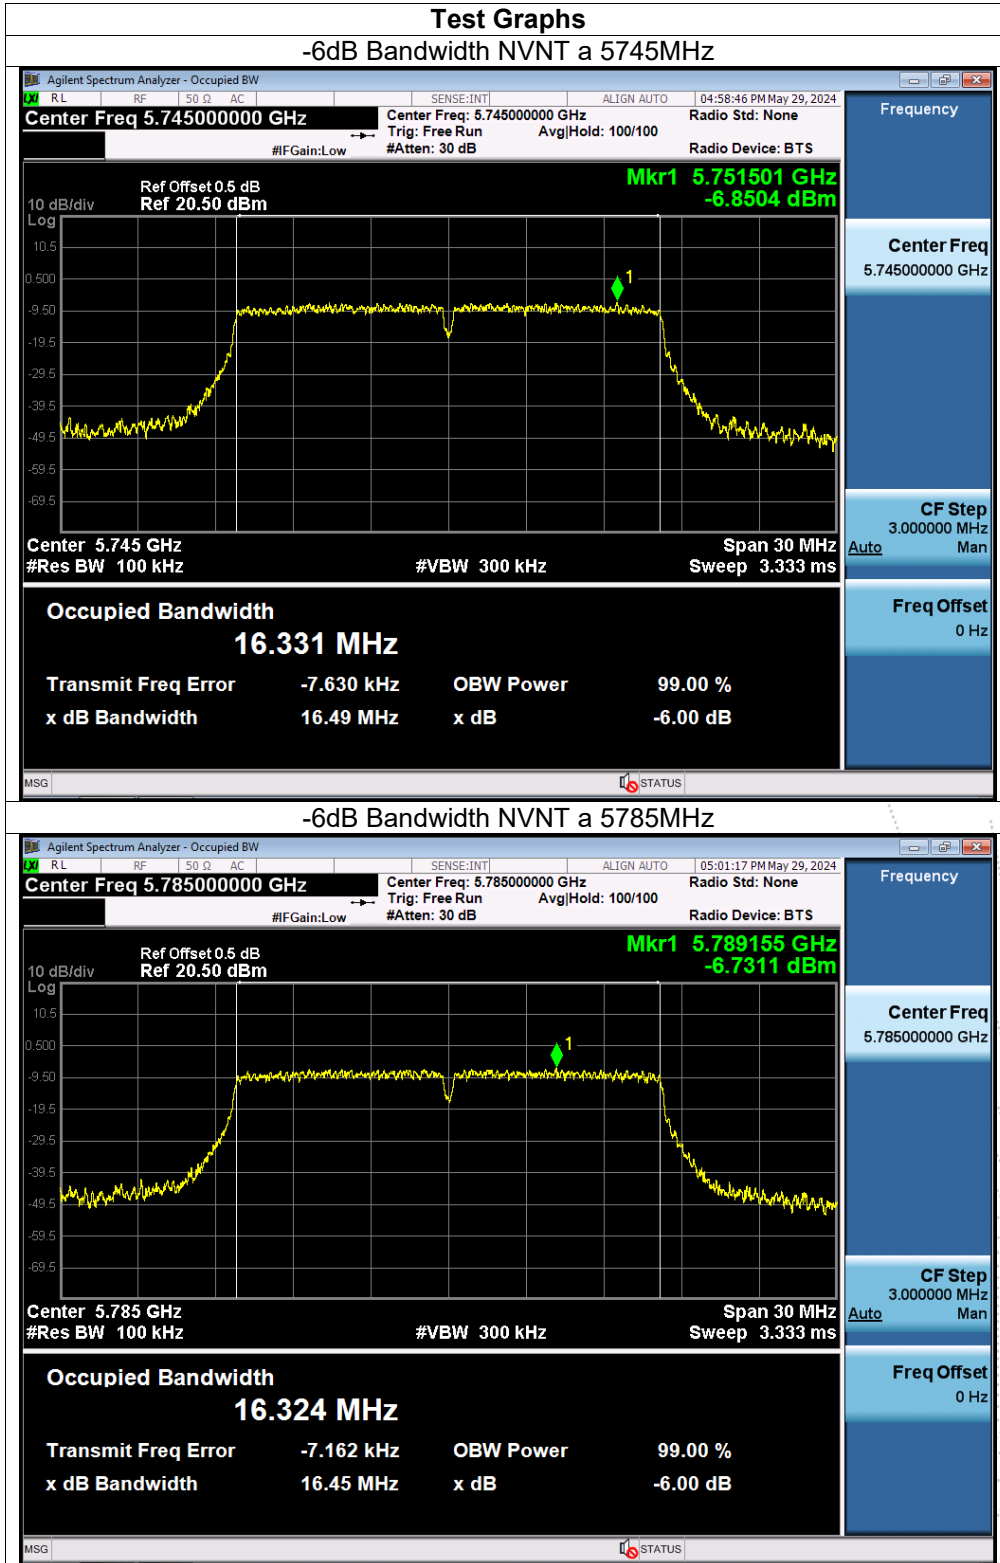 Test Graphs
-6dB Bandwidth NVNT a 5745MHz
Agilent Spectrum Analyzer - Occupied BW
LXI RL RF 50 Ω AC SENSE:INT ALIGN AUTO 04:58:46 PM May 29, 2024
Center Freq 5.745000000 GHz Center Freq: 5.745000000 GHz Radio Std: None Frequency
Trig: Free Run Avg|Hold: 100/100
#IFGain:Low #Atten: 30 dB Radio Device: BTS
Mkr1 5.751501 GHz
-6.8504 dBm
Ref Offset 0.5 dB
10 dB/div Ref 20.50 dBm
Log
10.5
0.500
-9.50
-19.5
-29.5
-39.5
-49.5
-59.5
-69.5
1
Center Freq
5.745000000 GHz
CF Step
3.000000 MHz
Auto Man
Freq Offset
0 Hz
Center 5.745 GHz Span 30 MHz
#Res BW 100 kHz #VBW 300 kHz Sweep 3.333 ms
Occupied Bandwidth
16.331 MHz
Transmit Freq Error -7.630 kHz OBW Power 99.00 %
x dB Bandwidth 16.49 MHz x dB -6.00 dB
MSG STATUS
-6dB Bandwidth NVNT a 5785MHz
Agilent Spectrum Analyzer - Occupied BW
LXI RL RF 50 Ω AC SENSE:INT ALIGN AUTO 05:01:17 PM May 29, 2024
Center Freq 5.785000000 GHz Center Freq: 5.785000000 GHz Radio Std: None Frequency
Trig: Free Run Avg|Hold: 100/100
#IFGain:Low #Atten: 30 dB Radio Device: BTS
Mkr1 5.789155 GHz
-6.7311 dBm
Ref Offset 0.5 dB
10 dB/div Ref 20.50 dBm
Log
10.5
0.500
-9.50
-19.5
-29.5
-39.5
-49.5
-59.5
-69.5
1
Center Freq
5.785000000 GHz
CF Step
3.000000 MHz
Auto Man
Freq Offset
0 Hz
Center 5.785 GHz Span 30 MHz
#Res BW 100 kHz #VBW 300 kHz Sweep 3.333 ms
Occupied Bandwidth
16.324 MHz
Transmit Freq Error -7.162 kHz OBW Power 99.00 %
x dB Bandwidth 16.45 MHz x dB -6.00 dB
MSG STATUS